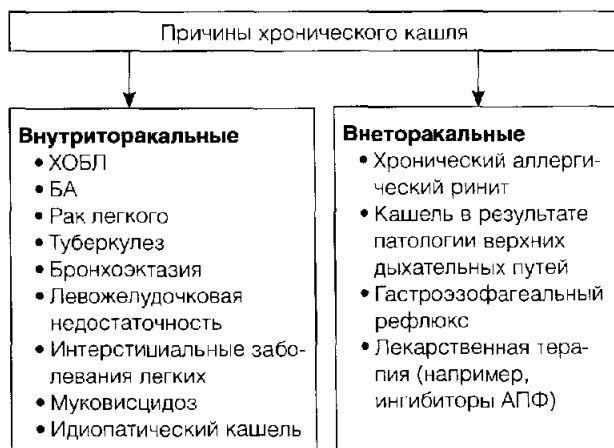 Причины хронического кашля
Внутриторакальные
• ХОБЛ
• БА
• Рак легкого
• Туберкулез
• Бронхоэктазия
• Левожелудочковая
недостаточность
• Интерстициальные забо-
левания легких
• Муковисцидоз
• Идиопатический кашель
Внеторакальные
• Хронический аллерги-
ческий ринит
• Кашель в результате
патологии верхних
дыхательных путей
• Гастроэзофагеальный
рефлюкс
• Лекарственная тера-
пия (например,
ингибиторы АПФ)